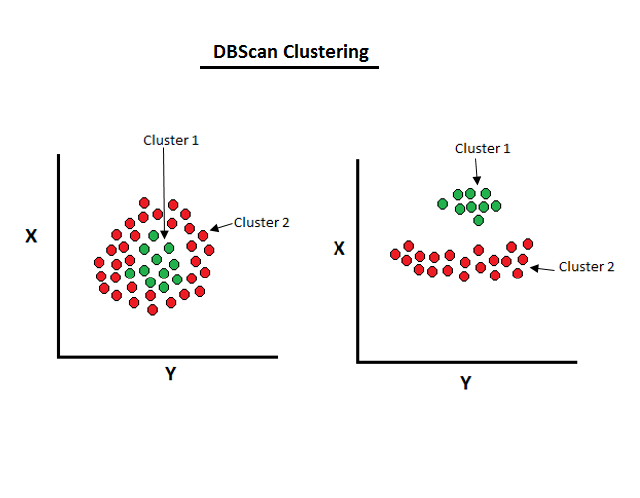 DBScan Clustering
Cluster 1
Cluster 2
X
Y
Cluster 1
Cluster 2
X
Y